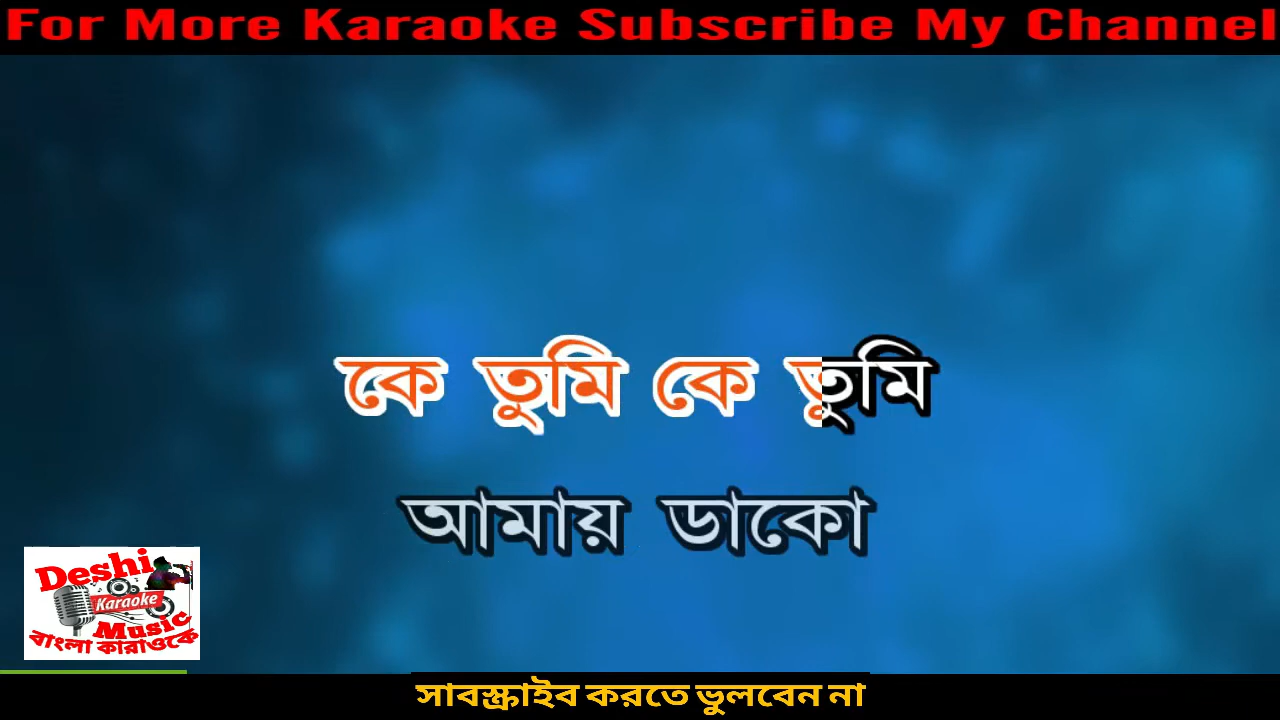 For More Karaoke Subscribe My Channel
কে তুমি কে তুমি
আমায় ডাকো
Deshi
Karaoke
Music
বাংলা কারাওকে
সাবস্ক্রাইব করতে ভুলবেন না